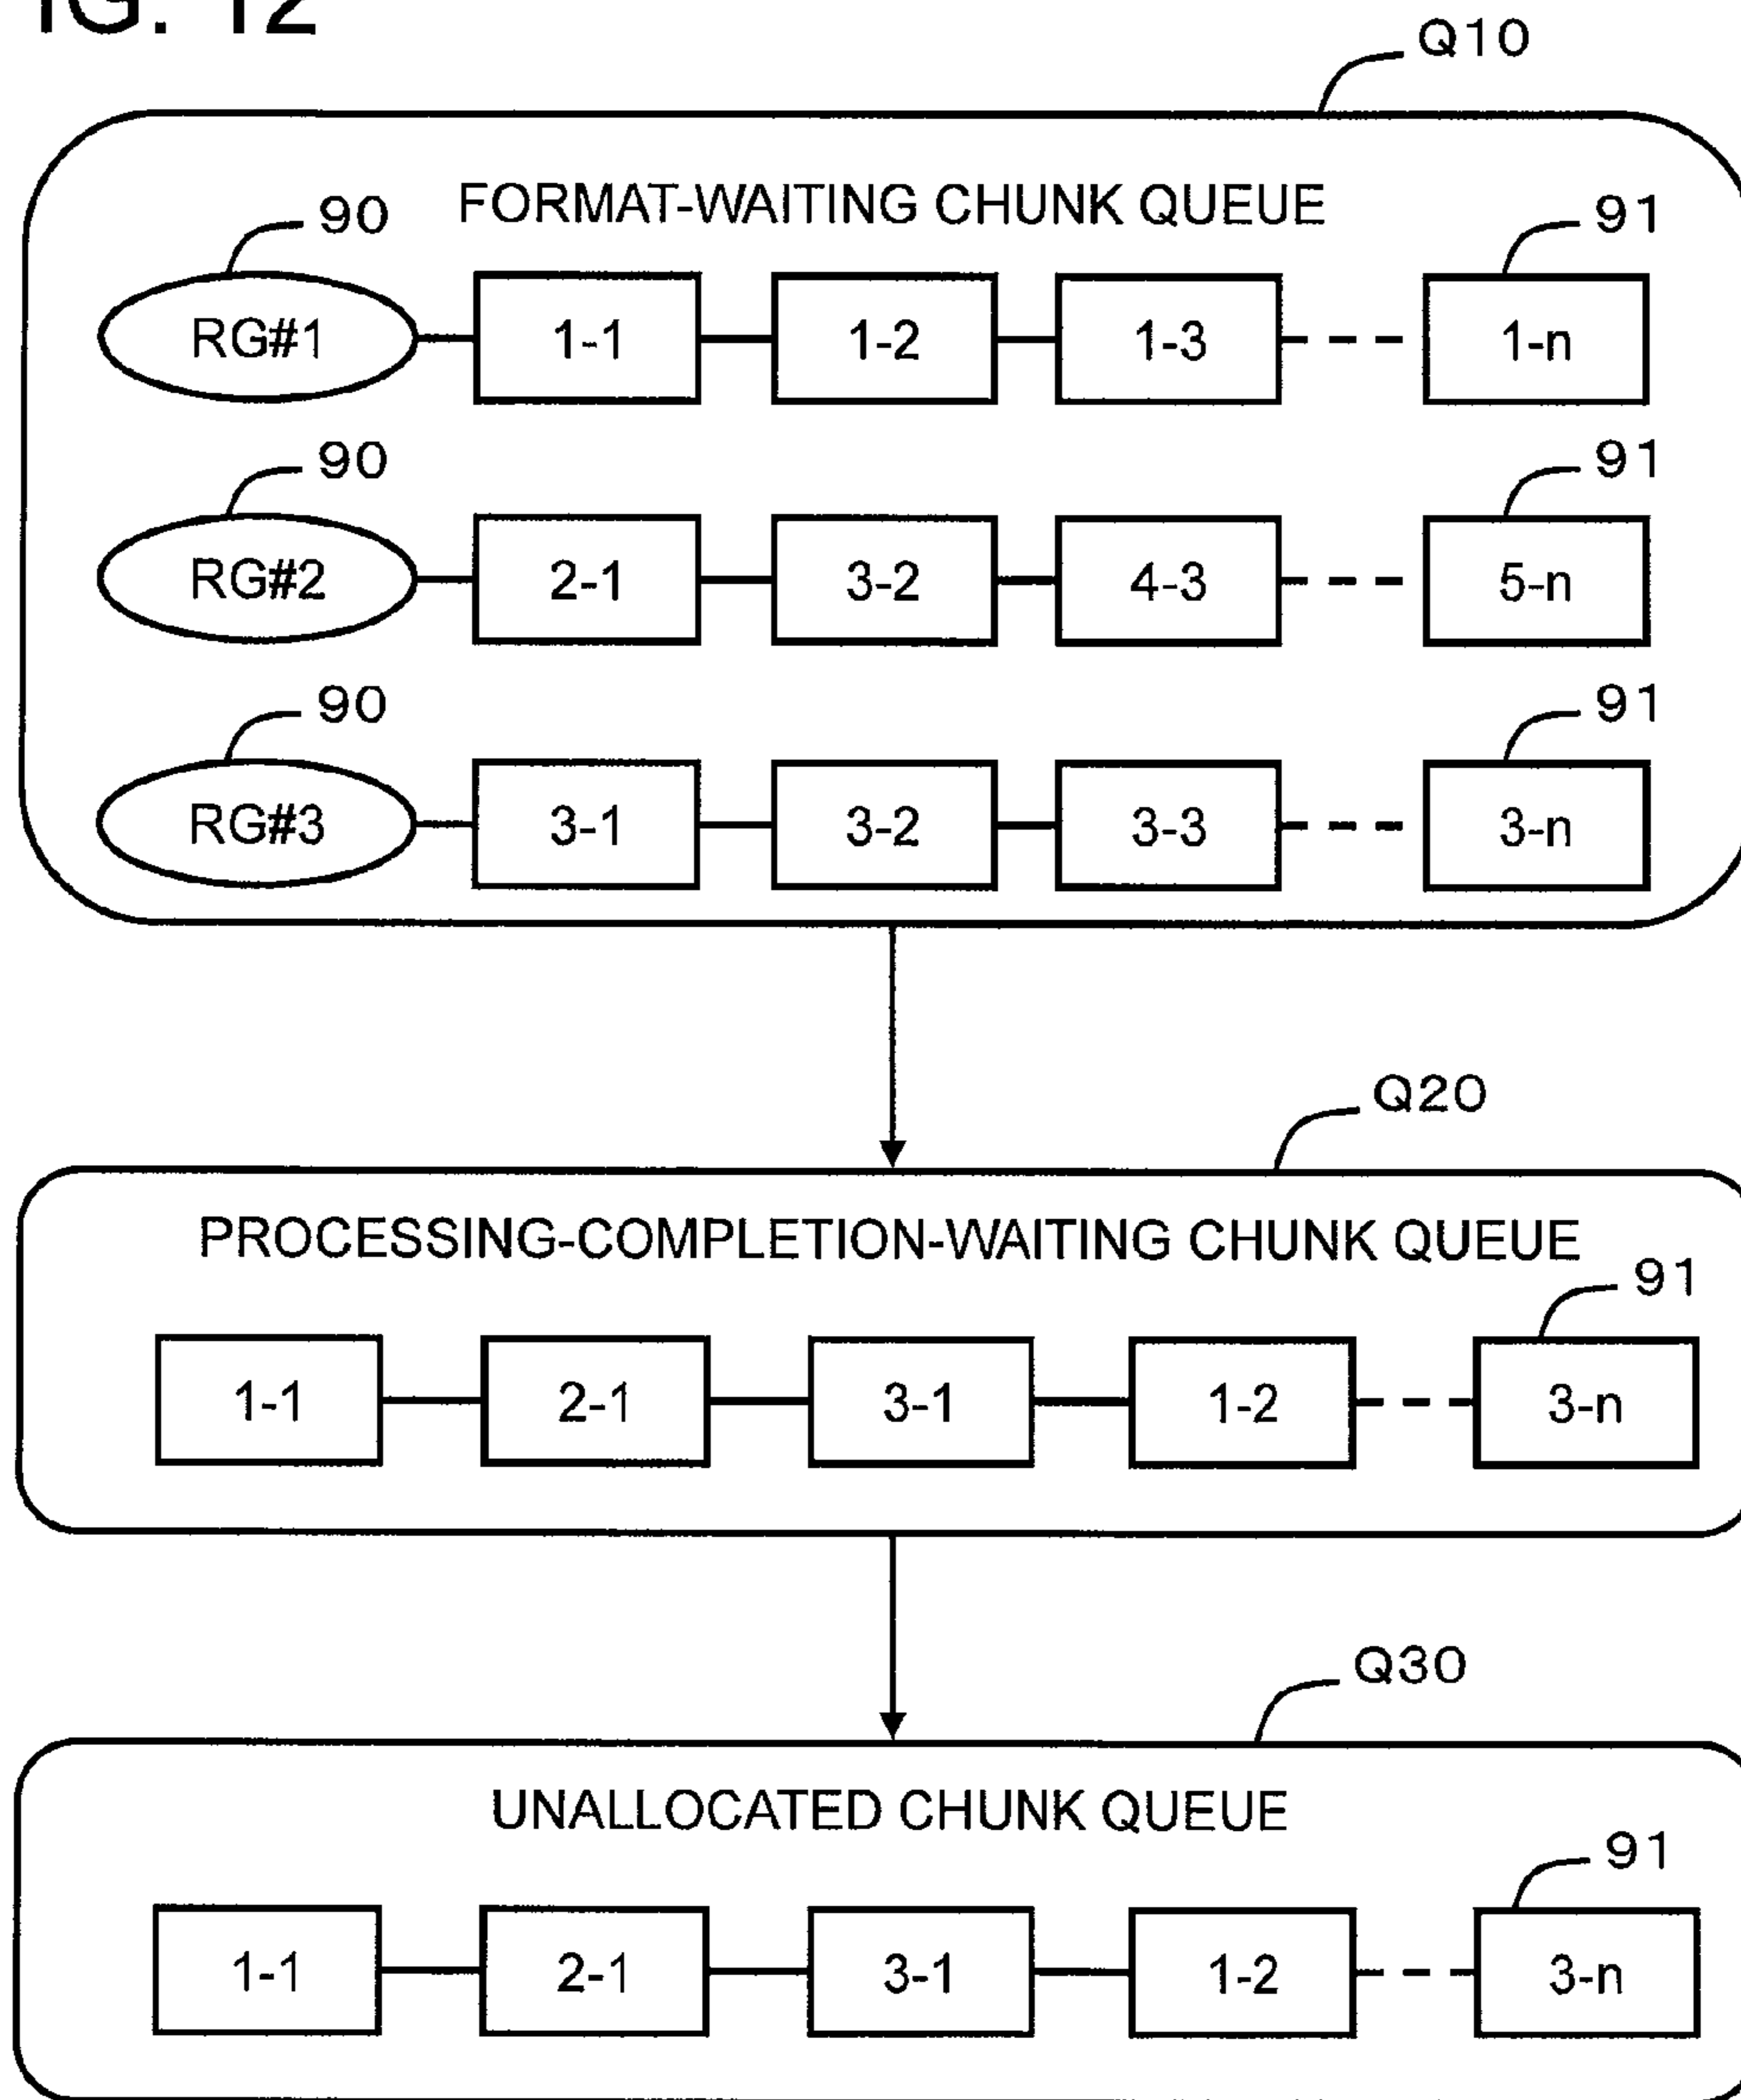 IG. 12
Q10
FORMAT-WAITING CHUNK QUEUE
90 91
RG#1 1-1 1-2 1-3 1-n
90 91
RG#2 2-1 3-2 4-3 5-n
90 91
RG#3 3-1 3-2 3-3 3-n
Q20
PROCESSING-COMPLETION-WAITING CHUNK QUEUE
91
1-1 2-1 3-1 1-2 3-n
Q30
UNALLOCATED CHUNK QUEUE
91
1-1 2-1 3-1 1-2 3-n